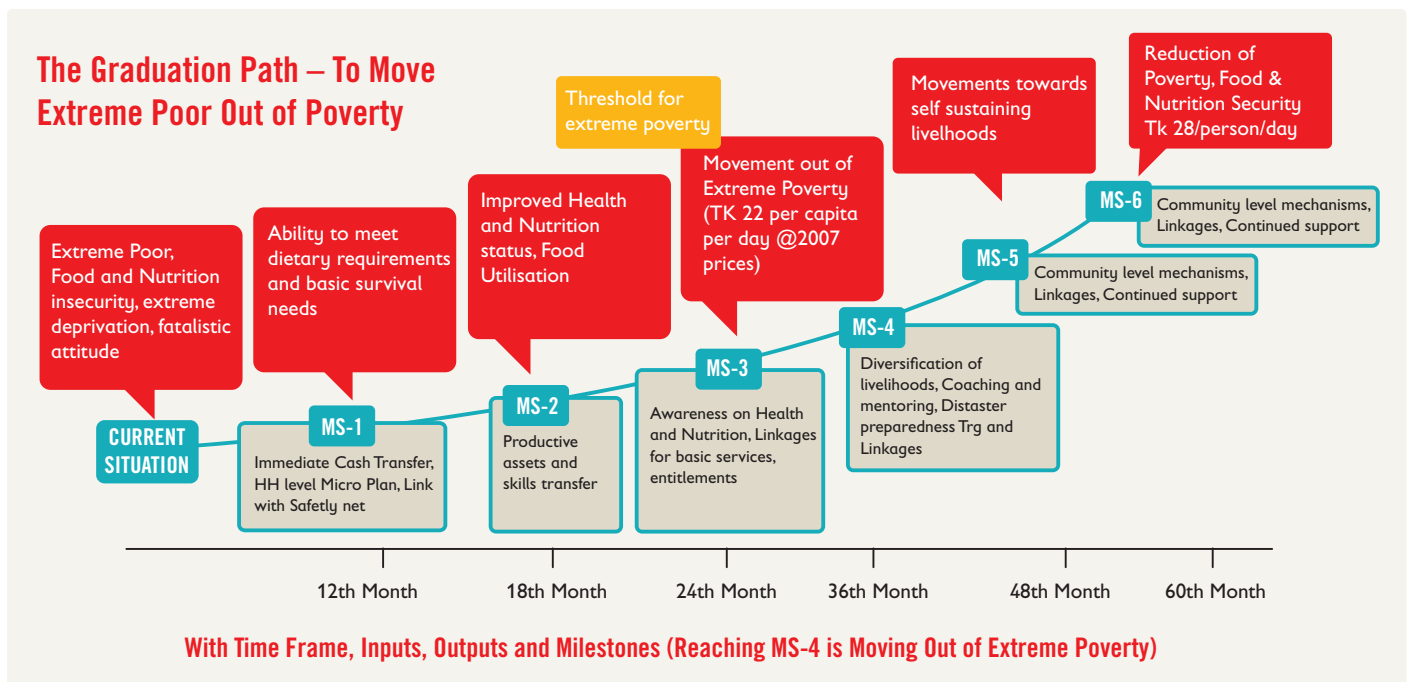 The Graduation Path – To Move
Extreme Poor Out of Poverty
Extreme Poor,
Food and Nutrition
insecurity, extreme
deprivation, fatalistic
attitude
Ability to meet
dietary requirements
and basic survival
needs
Improved Health
and Nutrition
status, Food
Utilisation
Threshold for
extreme poverty
Movement out of
Extreme Poverty
(TK 22 per capita
per day @2007
prices)
Movements towards
self sustaining
livelhoods
Reduction of
Poverty, Food &
Nutrition Security
Tk 28/person/day
CURRENT
SITUATION
MS-1
Immediate Cash Transfer,
HH level Micro Plan, Link
with Safetly net
MS-2
Productive
assets and
skills transfer
MS-3
Awareness on Health
and Nutrition, Linkages
for basic services,
entitlements
MS-4
Diversification of
livelihoods, Coaching and
mentoring, Distaster
preparedness Trg and
Linkages
MS-5
Community level mechanisms,
Linkages, Continued support
MS-6
Community level mechanisms,
Linkages, Continued support
12th Month
18th Month
24th Month
36th Month
48th Month
60th Month
With Time Frame, Inputs, Outputs and Milestones (Reaching MS-4 is Moving Out of Extreme Poverty)